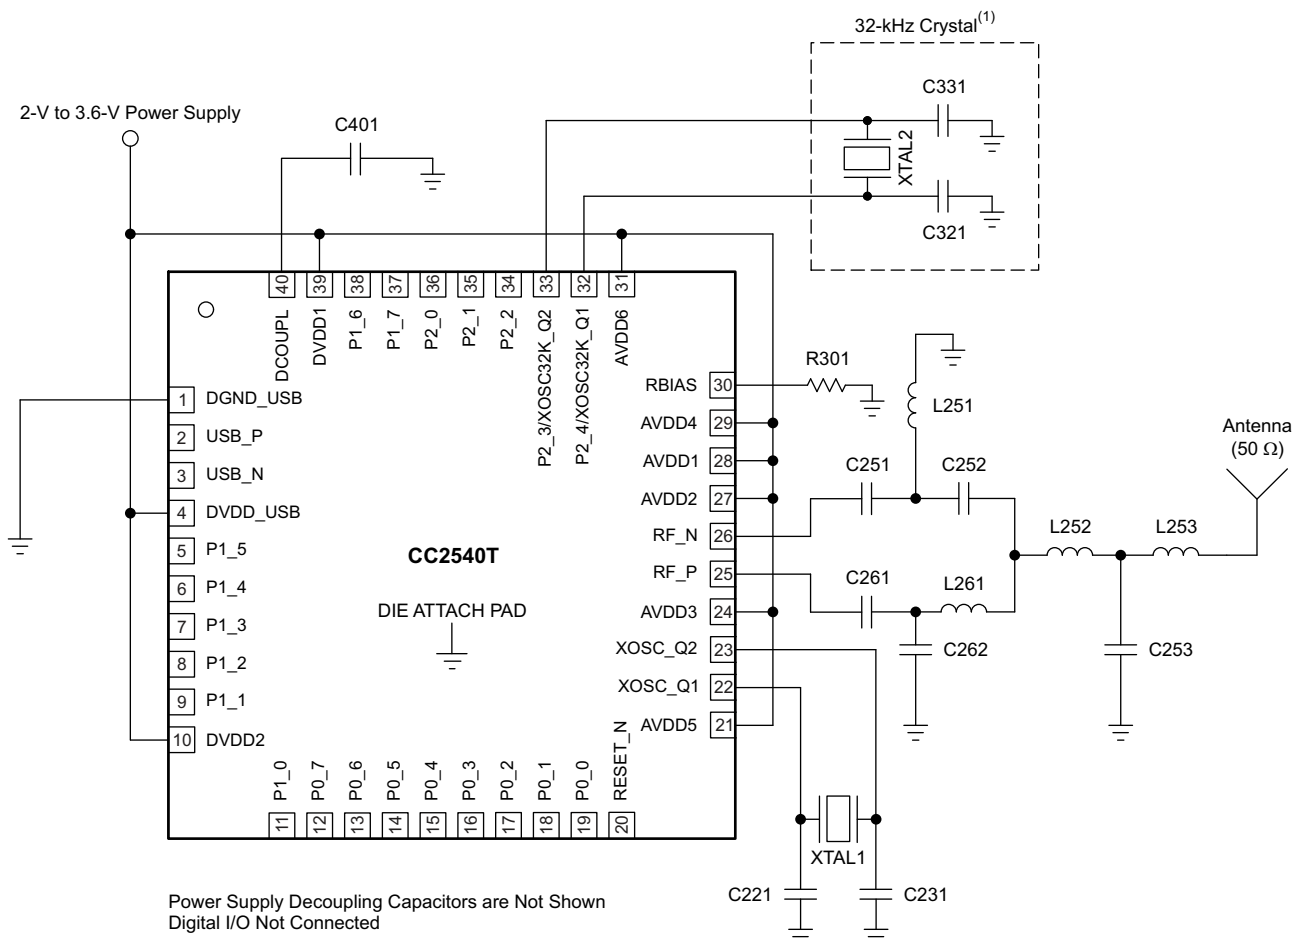 32-kHz Crystal(1)
2-V to 3.6-V Power Supply
C401
C331
XTAL2
C321
40
39
38
37
36
35
34
33
32
31
DCOUPL
DVDD1
P1_6
P1_7
P2_0
P2_1
P2_2
P2_3/XOSC32K_Q2
P2_4/XOSC32K_Q1
AVDD6
1 DGND_USB
2 USB_P
3 USB_N
4 DVDD_USB
5 P1_5
6 P1_4
7 P1_3
8 P1_2
9 P1_1
10 DVDD2
CC2540T
DIE ATTACH PAD
RBIAS 30
AVDD4 29
AVDD1 28
AVDD2 27
RF_N 26
RF_P 25
AVDD3 24
XOSC_Q2 23
XOSC_Q1 22
AVDD5 21
P1_0
P0_7
P0_6
P0_5
P0_4
P0_3
P0_2
P0_1
P0_0
RESET_N
11
12
13
14
15
16
17
18
19
20
R301
L251
C251
C252
C261
L261
C262
L252
L253
C253
Antenna
(50 Ω)
XTAL1
C221
C231
Power Supply Decoupling Capacitors are Not Shown
Digital I/O Not Connected